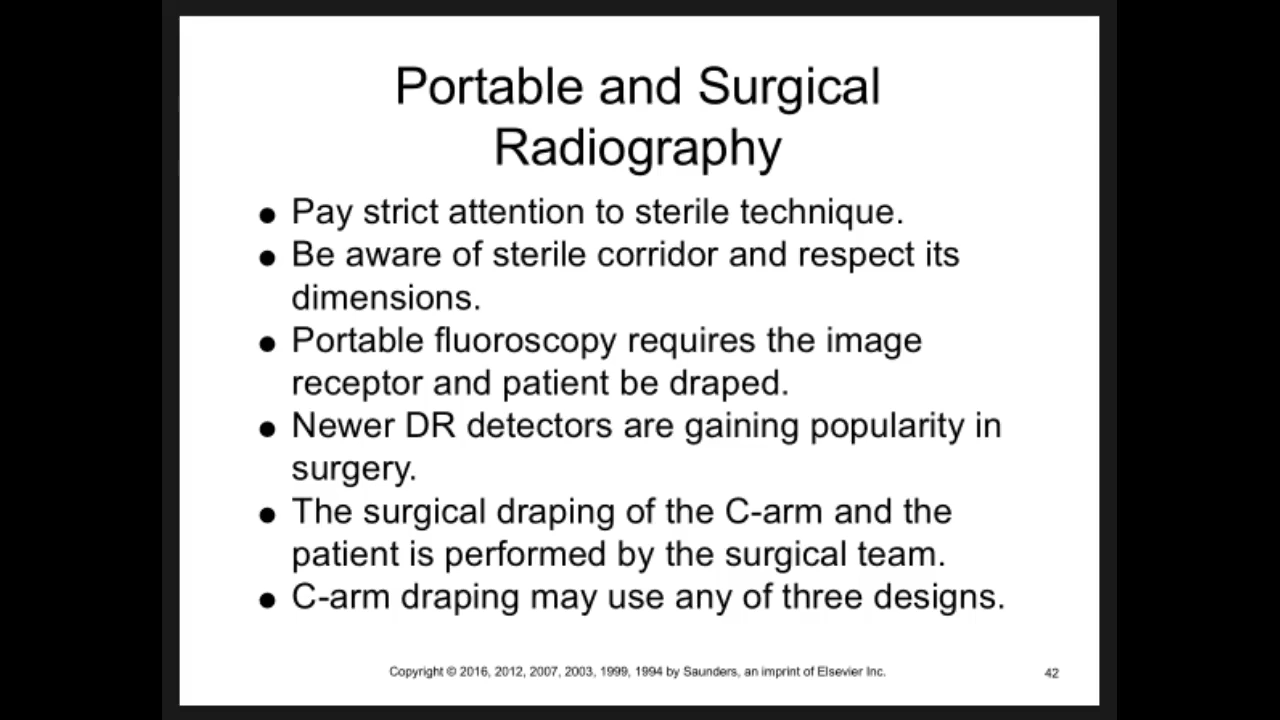 Portable and Surgical
Radiography
● Pay strict attention to sterile technique.
● Be aware of sterile corridor and respect its
dimensions.
● Portable fluoroscopy requires the image
receptor and patient be draped.
● Newer DR detectors are gaining popularity in
surgery.
● The surgical draping of the C-arm and the
patient is performed by the surgical team.
● C-arm draping may use any of three designs.
Copyright © 2016, 2012, 2007, 2003, 1999, 1994 by Saunders, an imprint of Elsevier Inc.
42